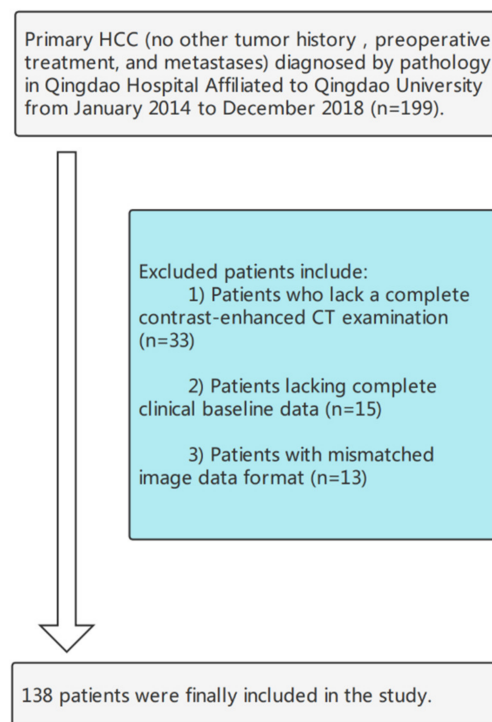 Primary HCC (no other tumor history , preoperative
treatment, and metastases) diagnosed by pathology
in Qingdao Hospital Affiliated to Qingdao University
from January 2014 to December 2018 (n=199).
Excluded patients include:
1) Patients who lack a complete
contrast-enhanced CT examination
(n=33)
2) Patients lacking complete
clinical baseline data (n=15)
3) Patients with mismatched
image data format (n=13)
138 patients were finally included in the study.